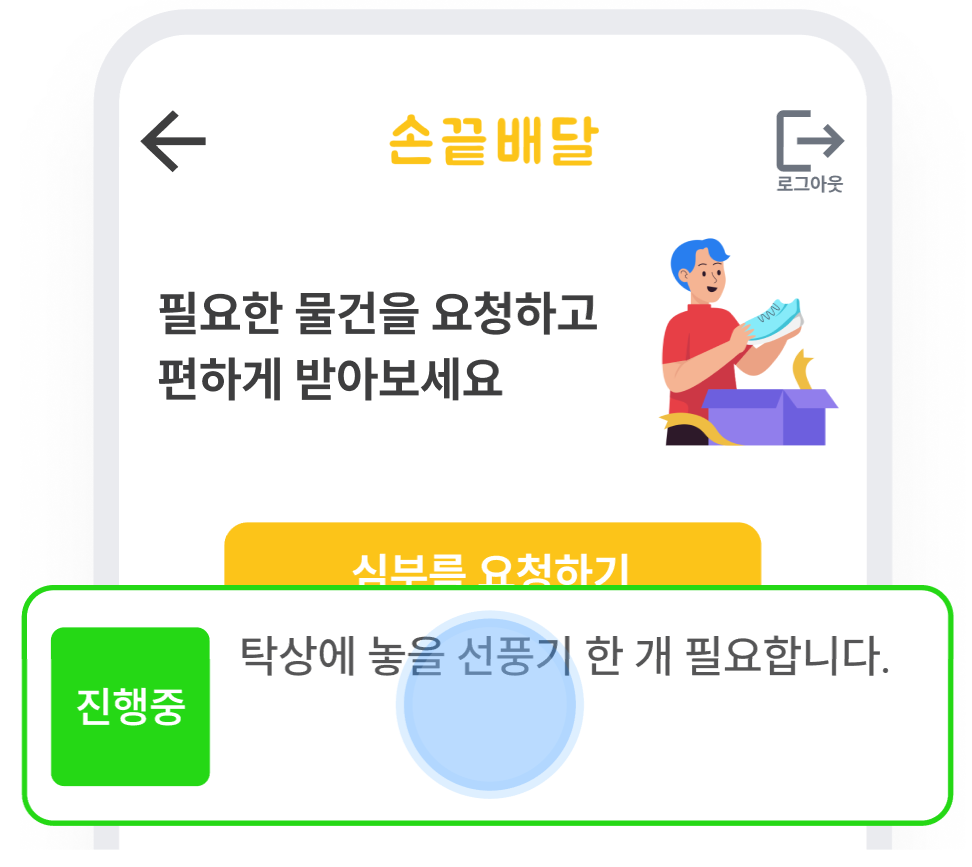 손끝배달
로그아웃
필요한 물건을 요청하고
편하게 받아보세요
심부름 요청하기
진행중
탁상에 놓을 선풍기 한 개 필요합니다.